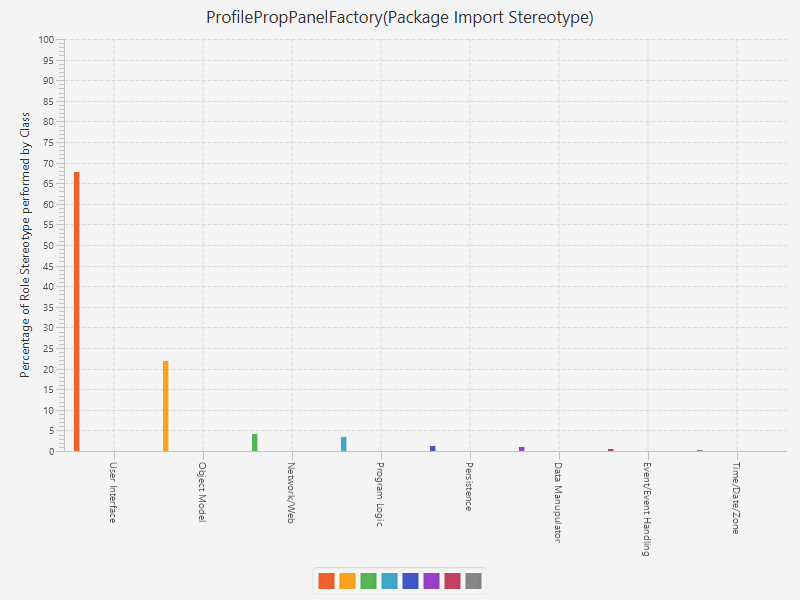 ProfilePropPanelFactory(Package Import Stereotype)
Percentage of Role Stereotype performed by Class
100
95
90
85
80
75
70
65
60
55
50
45
40
35
30
25
20
15
10
5
0
User Interface
Object Model
Network/Web
Program Logic
Persistence
Data Manupulator
Event/Event Handling
Time/Date/Zone